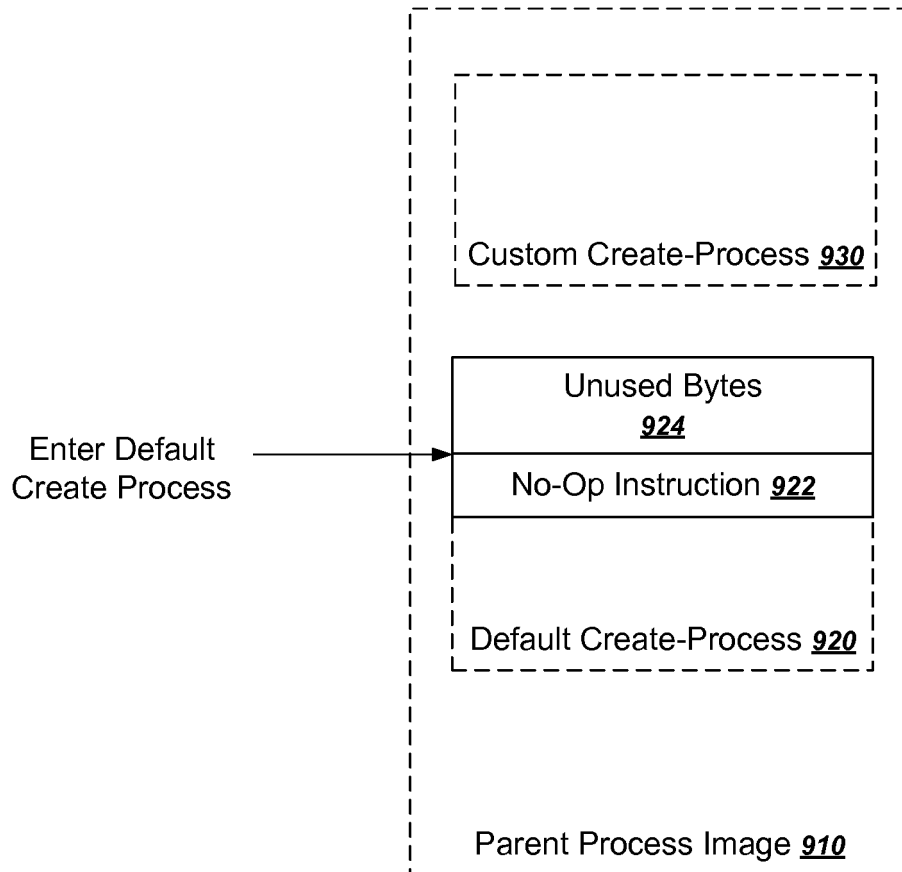 Custom Create-Process 930
Unused Bytes
924
Enter Default
Create Process
No-Op Instruction 922
Default Create-Process 920
Parent Process Image 910